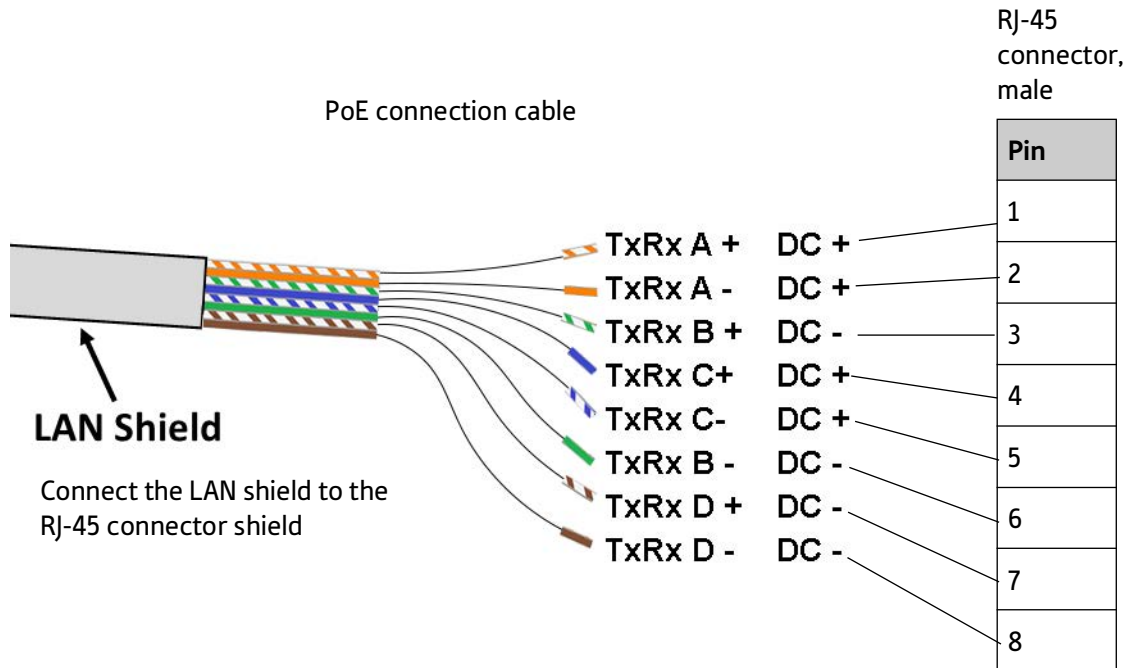 RJ-45
connector,
male
PoE connection cable
Pin
1
TxRx A + DC +
2
TxRx A - DC +
TxRx B + DC -
3
TxRx C+ DC +
4
TxRx C- DC +
LAN Shield
5
TxRx B - DC -
Connect the LAN shield to the
RJ-45 connector shield
TxRx D + DC -
6
TxRx D - DC -
7
8